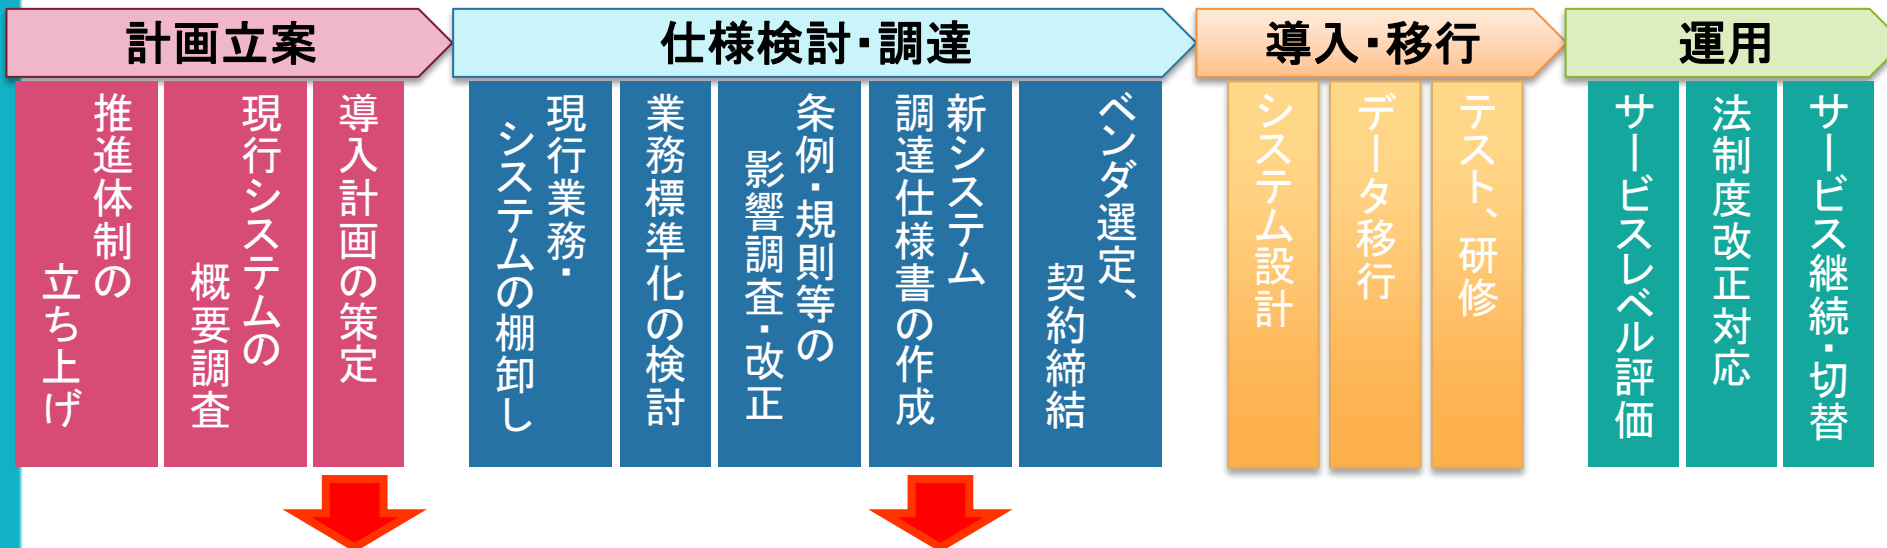 計画立案
推進体制の
立ち上げ
現行システムの
概要調査
導入計画の策定
仕様検討・調達
現行業務・
システムの棚卸し
業務標準化の検討
条例・規則等の
影響調査・改正
新システム
調達仕様書の作成
ベンダ選定、
契約締結
導入・移行
システム設計
データ移行
テスト、研修
運用
サービスレベル評価
法制度改正対応
サービス継続・切替